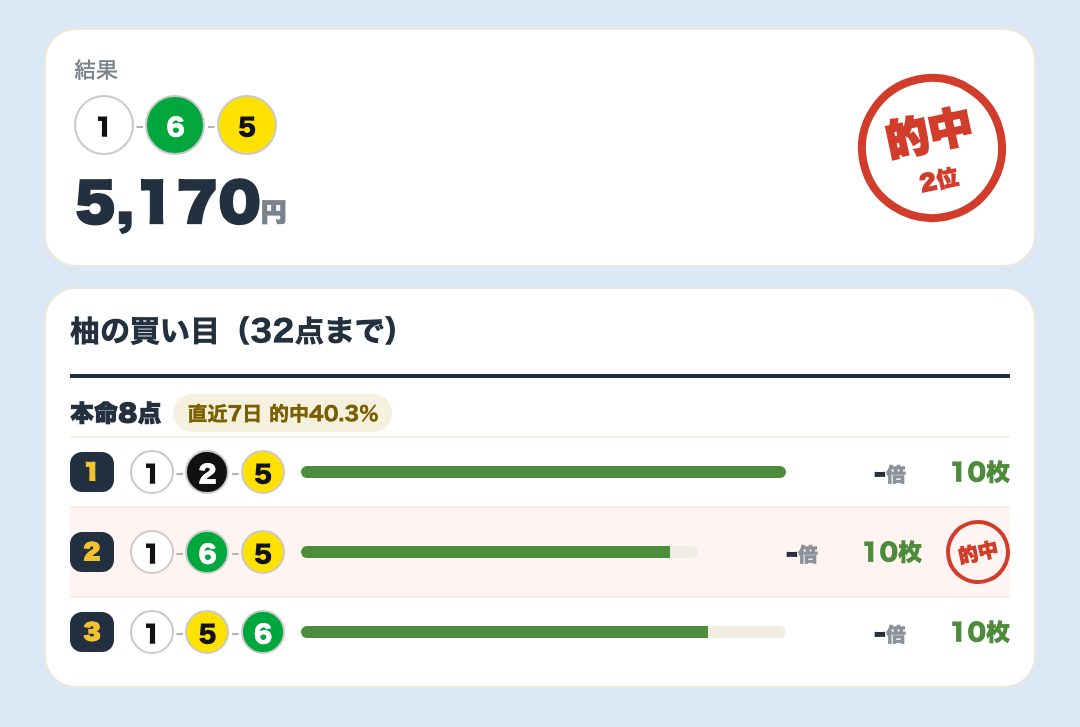 結果
1-6-5
5,170円
的中
2位
柚の買い目（32点まで）
本命8点 直近7日 的中40.3%
1 1-2-5 -倍 10枚
2 1-6-5 -倍 10枚 的中
3 1-5-6 -倍 10枚